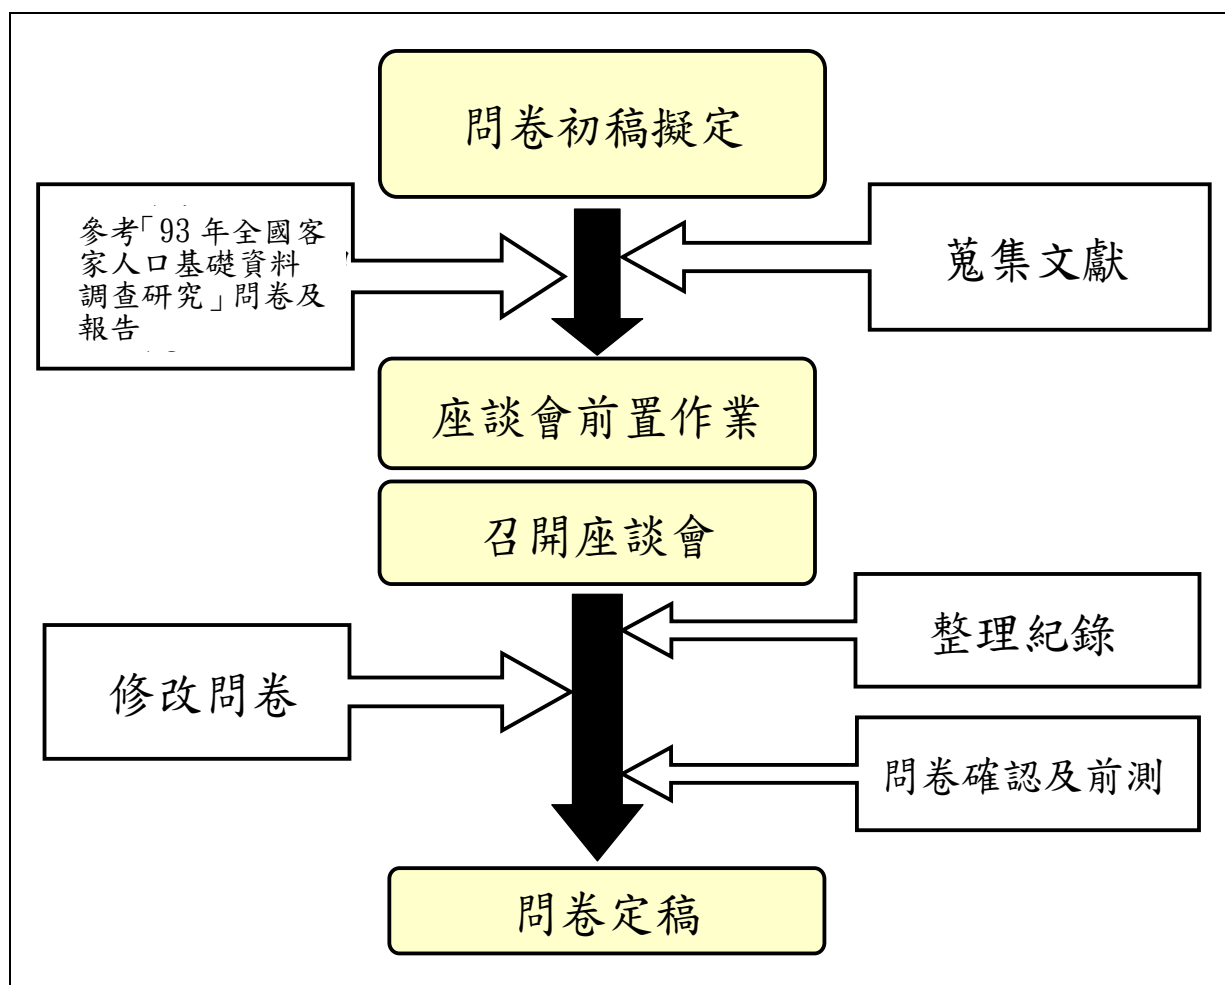 問卷初稿擬定
參考「93 年全國客
家人口基礎資料
調查研究」問卷及
報告
蒐集文獻
座談會前置作業
召開座談會
整理紀錄
修改問卷
問卷確認及前測
問卷定稿